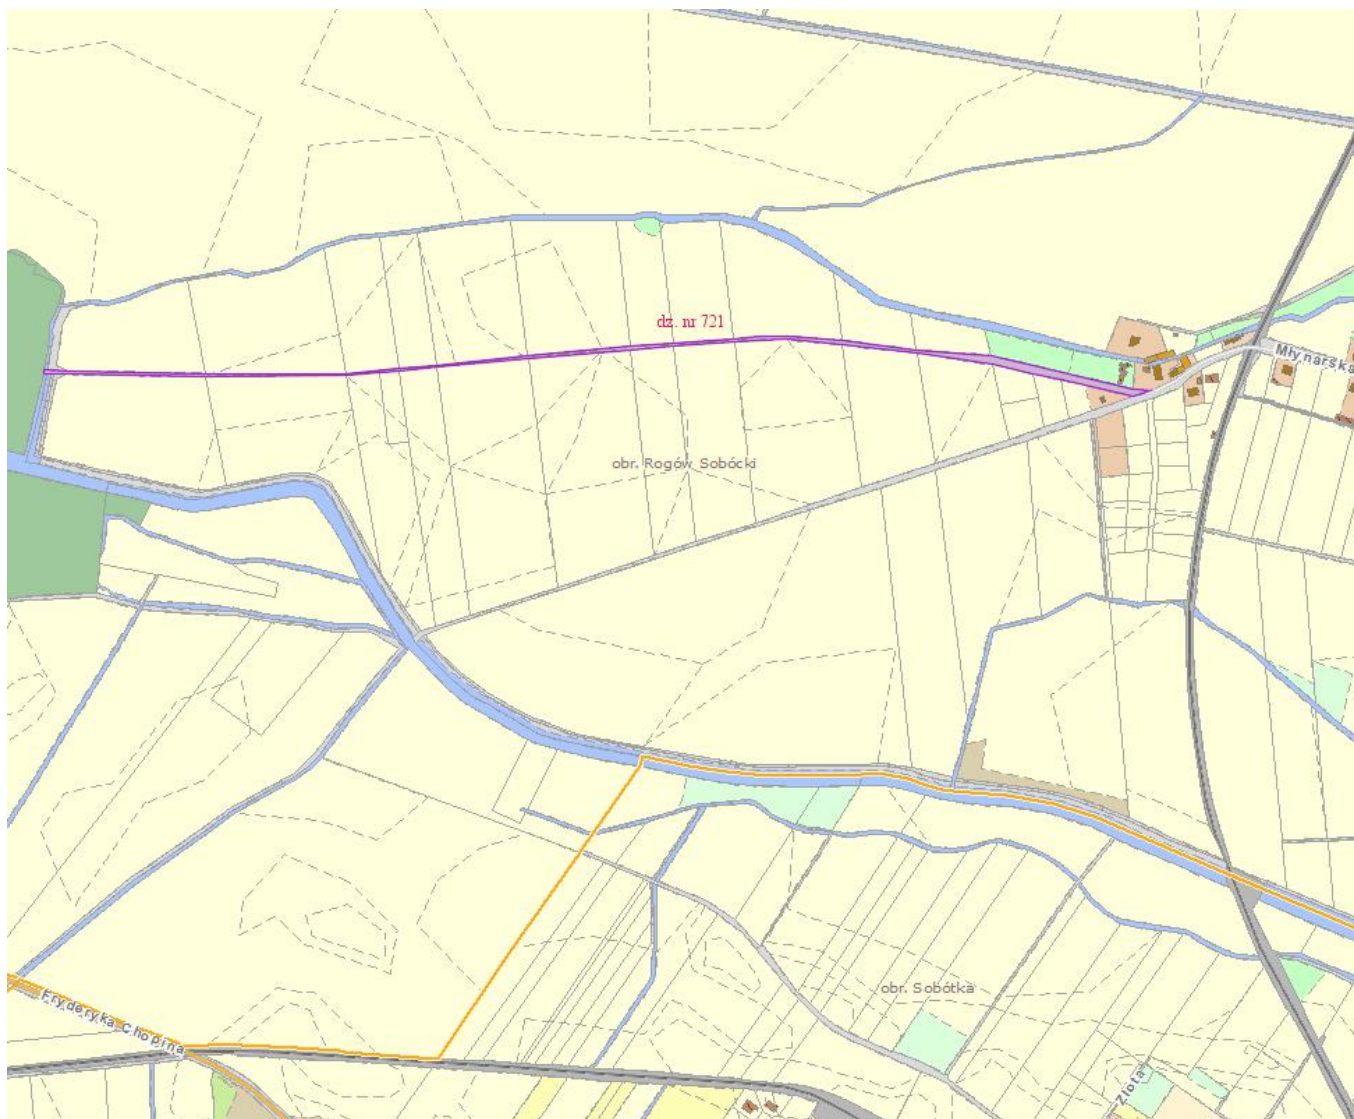 dz. nr 721
Młynarska
obr. Rogów Sobócki
obr. Sobótka
Fryderyka Chopina
Złota